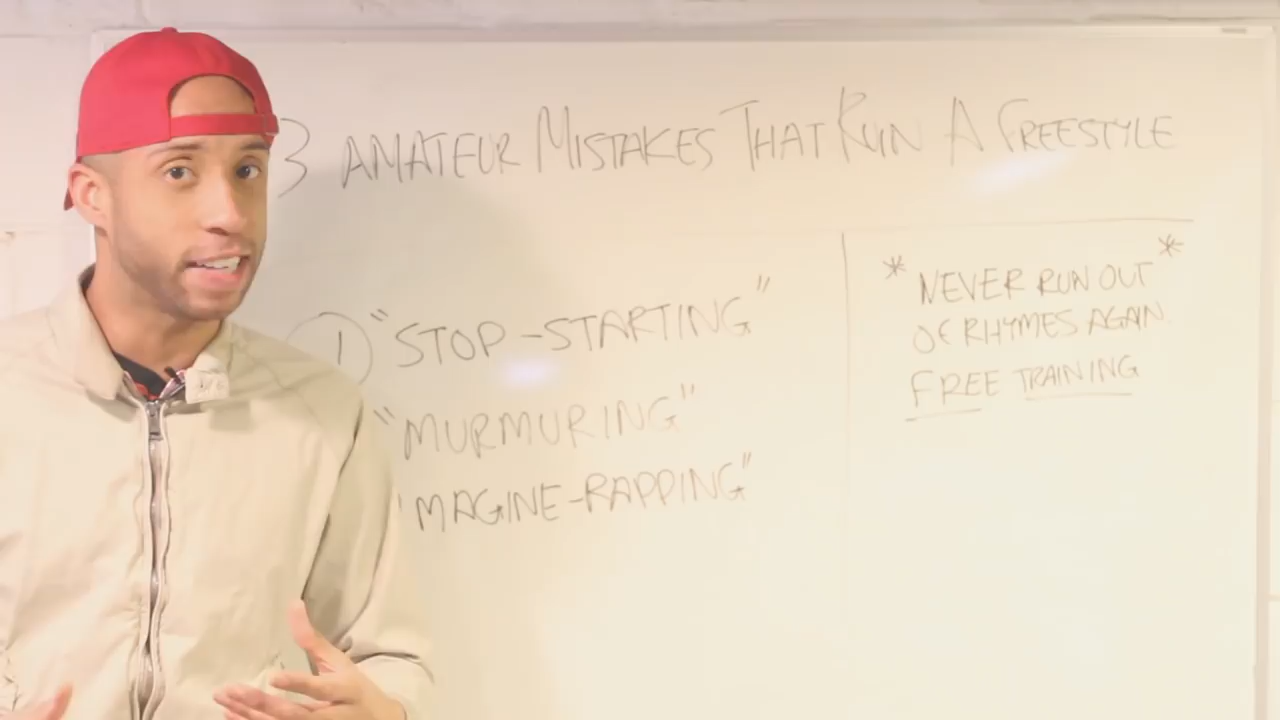 3 AMATEUR MISTAKES THAT RUIN A FREESTYLE
1 "STOP-STARTING"
"MURMURING"
"IMAGINE-RAPPING"
* NEVER RUN OUT *
OF RHYMES AGAIN
FREE TRAINING